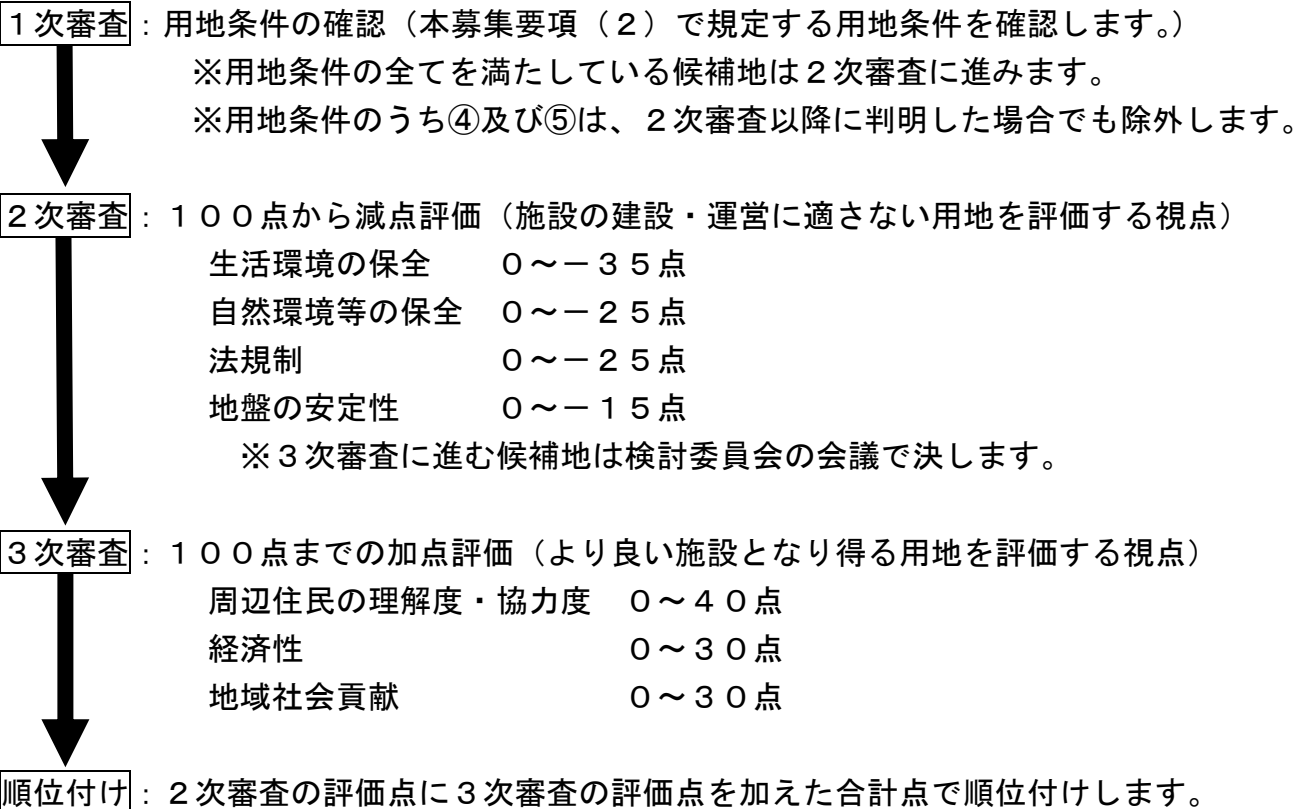 １次審査：用地条件の確認（本募集要項（２）で規定する用地条件を確認します。）
※用地条件の全てを満たしている候補地は２次審査に進みます。
※用地条件のうち④及び⑤は、２次審査以降に判明した場合でも除外します。
２次審査：１００点から減点評価（施設の建設・運営に適さない用地を評価する視点）
生活環境の保全　０～－３５点
自然環境等の保全　０～－２５点
法規制　０～－２５点
地盤の安定性　０～－１５点
※３次審査に進む候補地は検討委員会の会議で決します。
３次審査：１００点までの加点評価（より良い施設となり得る用地を評価する視点）
周辺住民の理解度・協力度　０～４０点
経済性　０～３０点
地域社会貢献　０～３０点
順位付け：２次審査の評価点に３次審査の評価点を加えた合計点で順位付けします。